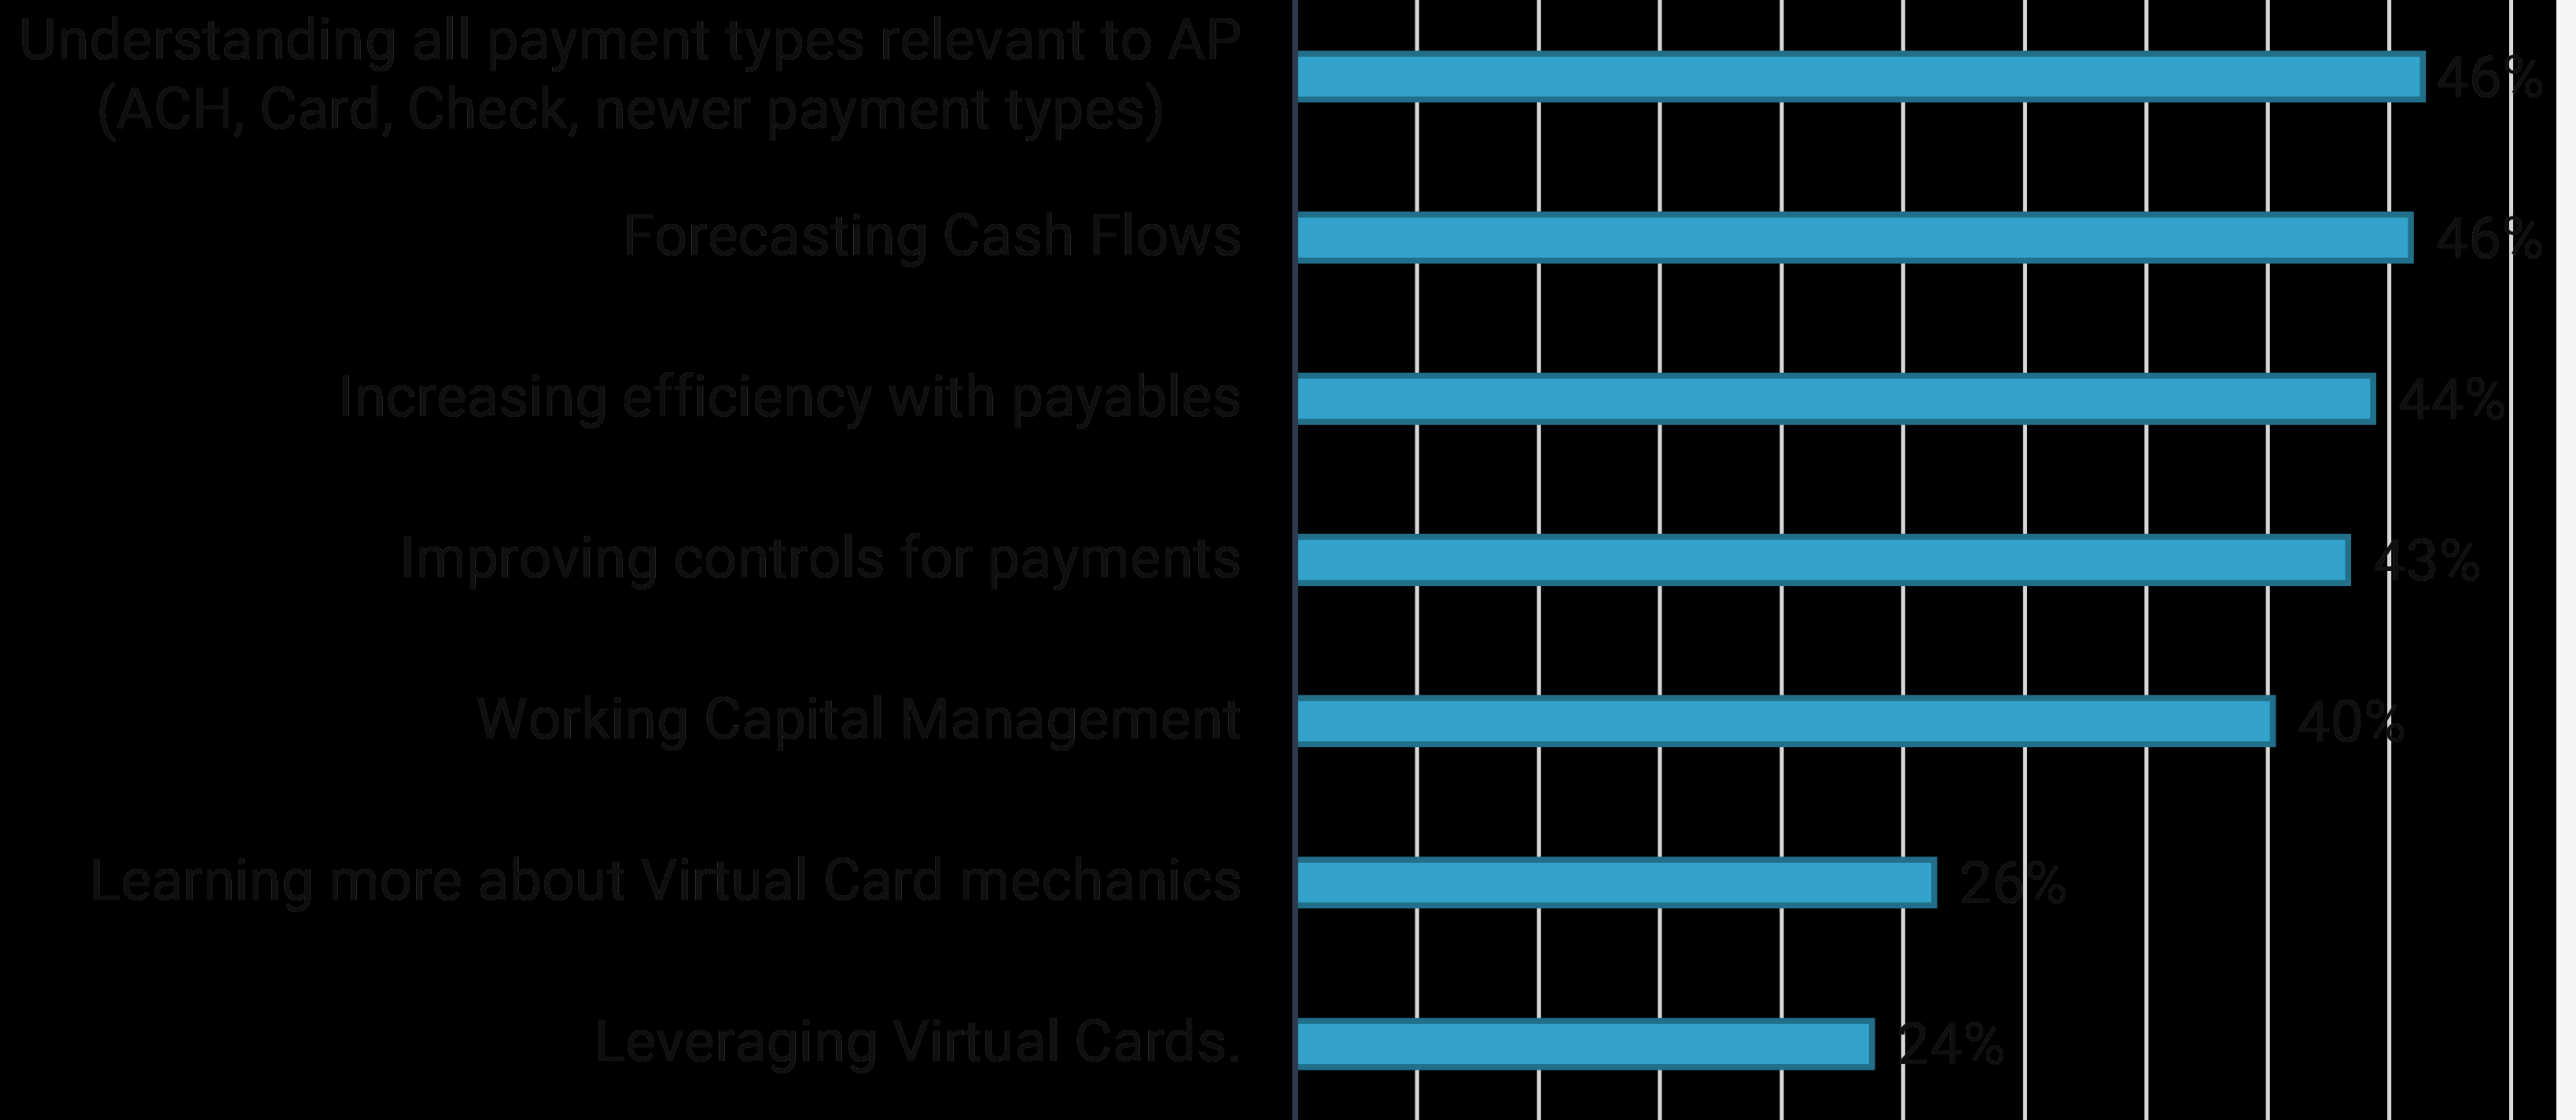 Understanding all payment types relevant to AP
(ACH, Card, Check, newer payment types)
46%
Forecasting Cash Flows
46%
Increasing efficiency with payables
44%
Improving controls for payments
43%
Working Capital Management
40%
Learning more about Virtual Card mechanics
26%
Leveraging Virtual Cards.
24%